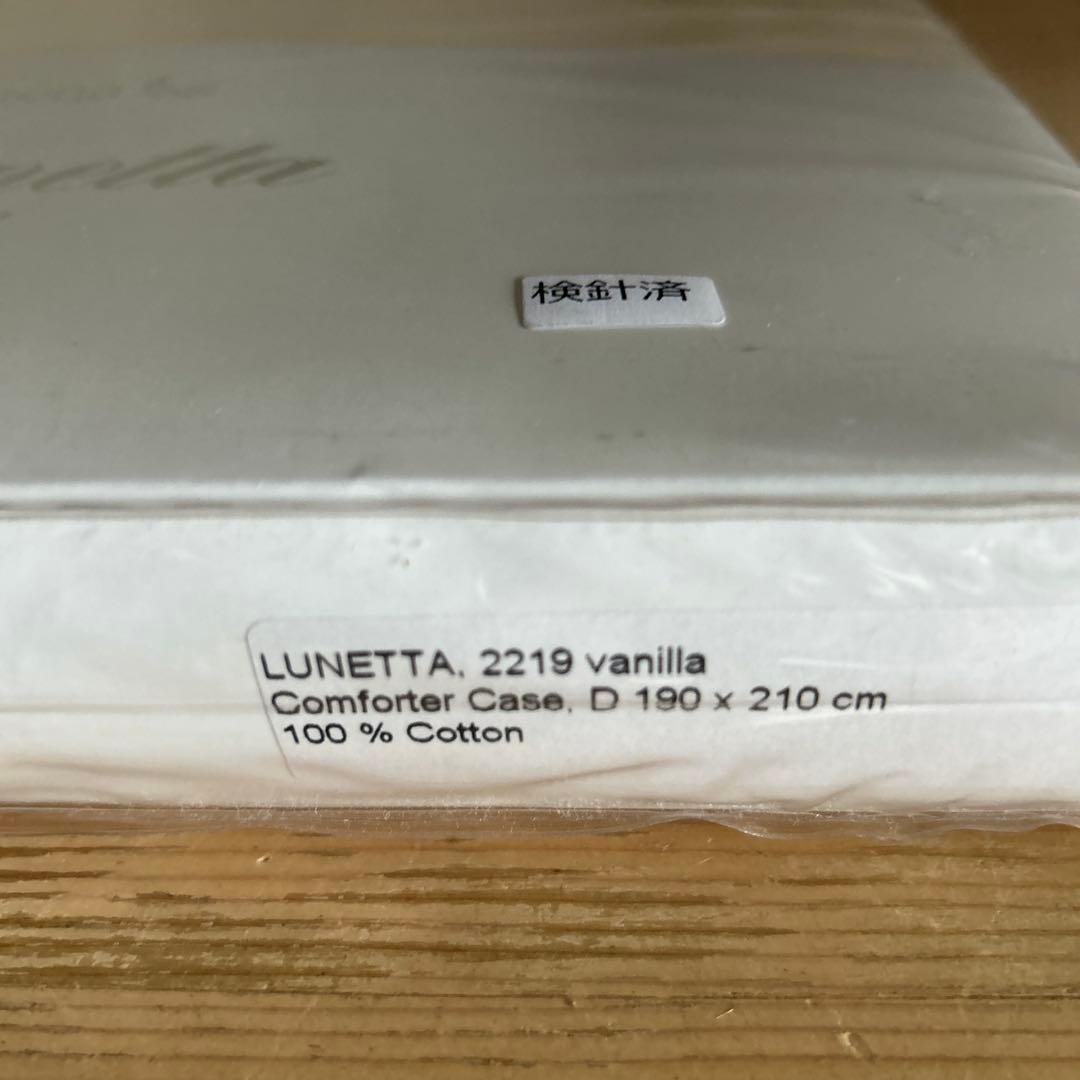 検針済
LUNETTA, 2219 vanilla
Comforter Case, D 190 x 210 cm
100 % Cotton